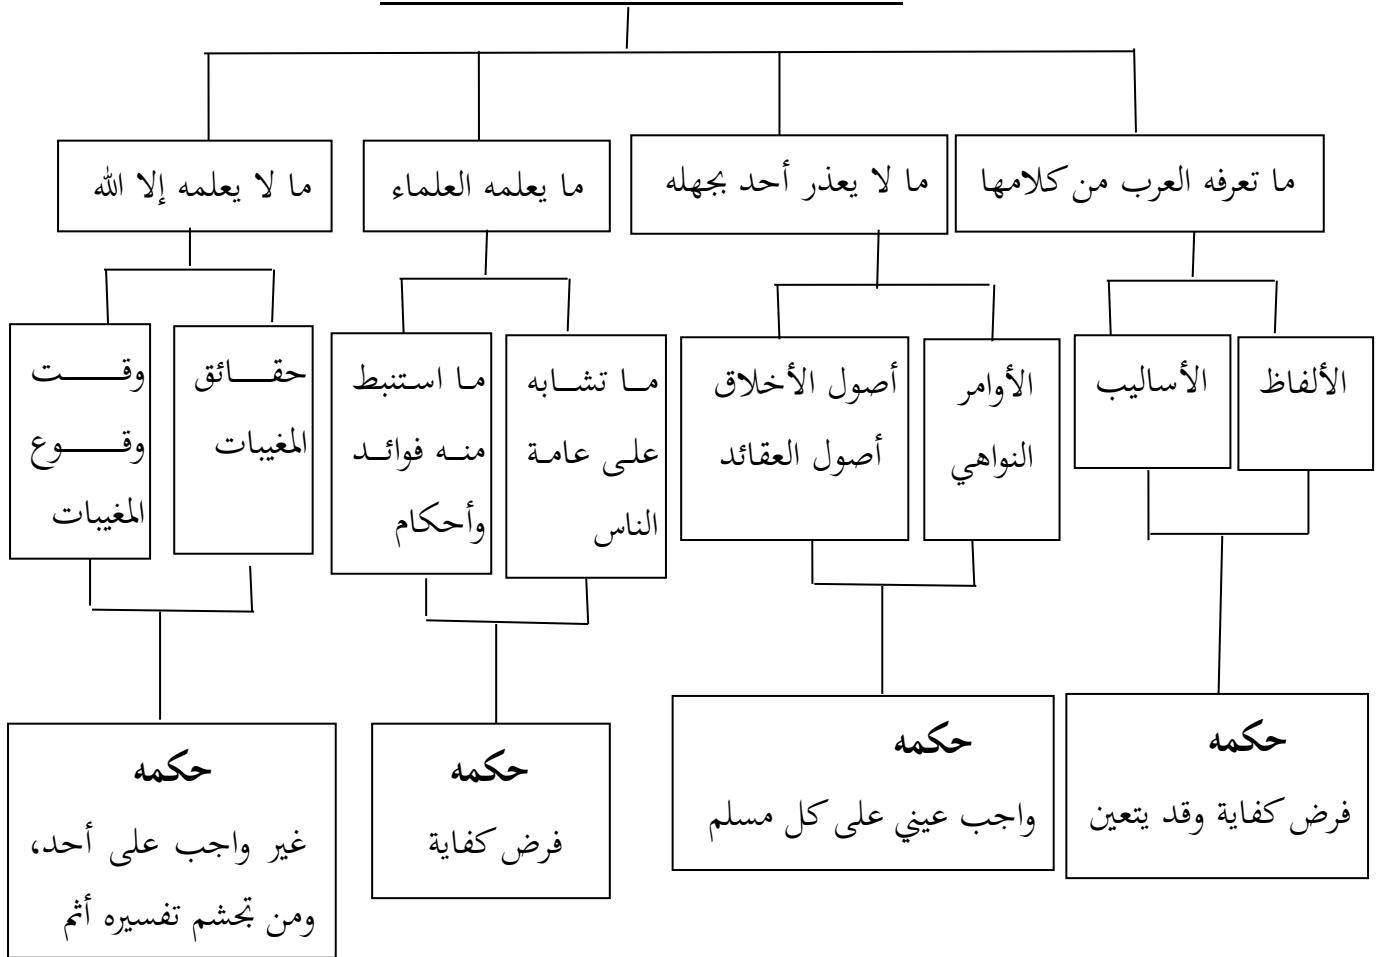 ما تعرفه العرب من كلامها
ما لا يعذر أحد بجهله
ما يعلمه العلماء
ما لا يعلمه إلا الله
الألفاظ
الأساليب
الأوامر
النواهي
أصول الأخلاق
أصول العقائد
ما تشابه
على عامة
الناس
ما استنبط
منه فوائد
وأحكام
حقائق
المغيبات
وقت
وقوع
المغيبات
حكمه
فرض كفاية وقد يتعين
حكمه
واجب عيني على كل مسلم
حكمه
فرض كفاية
حكمه
غير واجب على أحد،
ومن تجشم تفسيره أثم